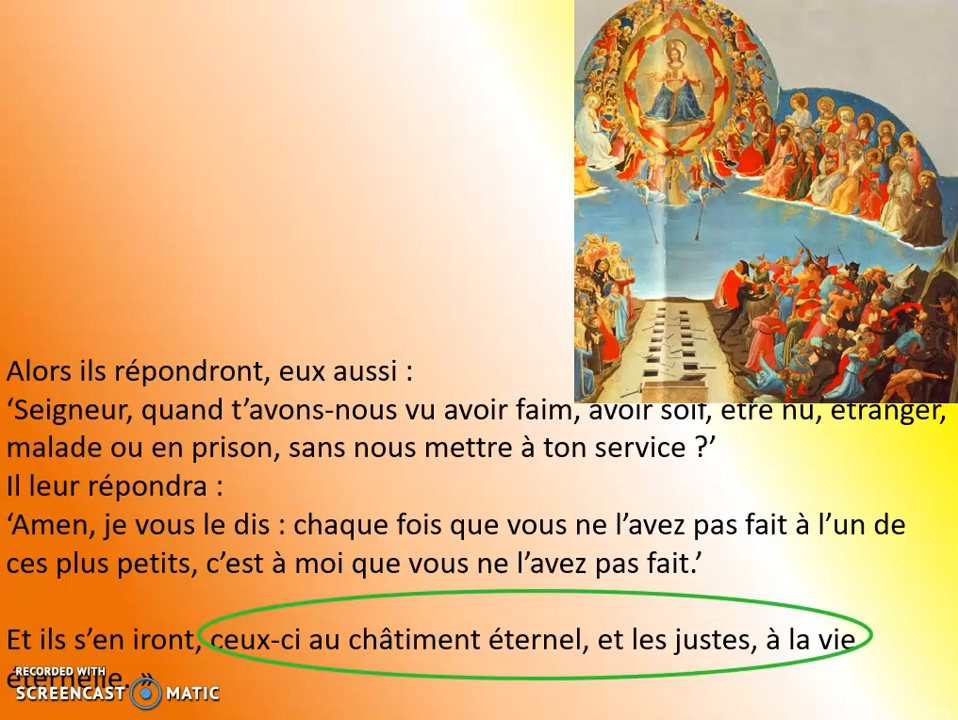 Alors ils répondront, eux aussi :
‘Seigneur, quand t’avons-nous vu avoir faim, avoir soif, être nu, étranger,
malade ou en prison, sans nous mettre à ton service ?’
Il leur répondra :
‘Amen, je vous le dis : chaque fois que vous ne l’avez pas fait à l’un de
ces plus petits, c’est à moi que vous ne l’avez pas fait.’
Et ils s’en iront, ceux-ci au châtiment éternel, et les justes, à la vie
éternelle. »
RECORDED WITH
SCREENCAST MATIC